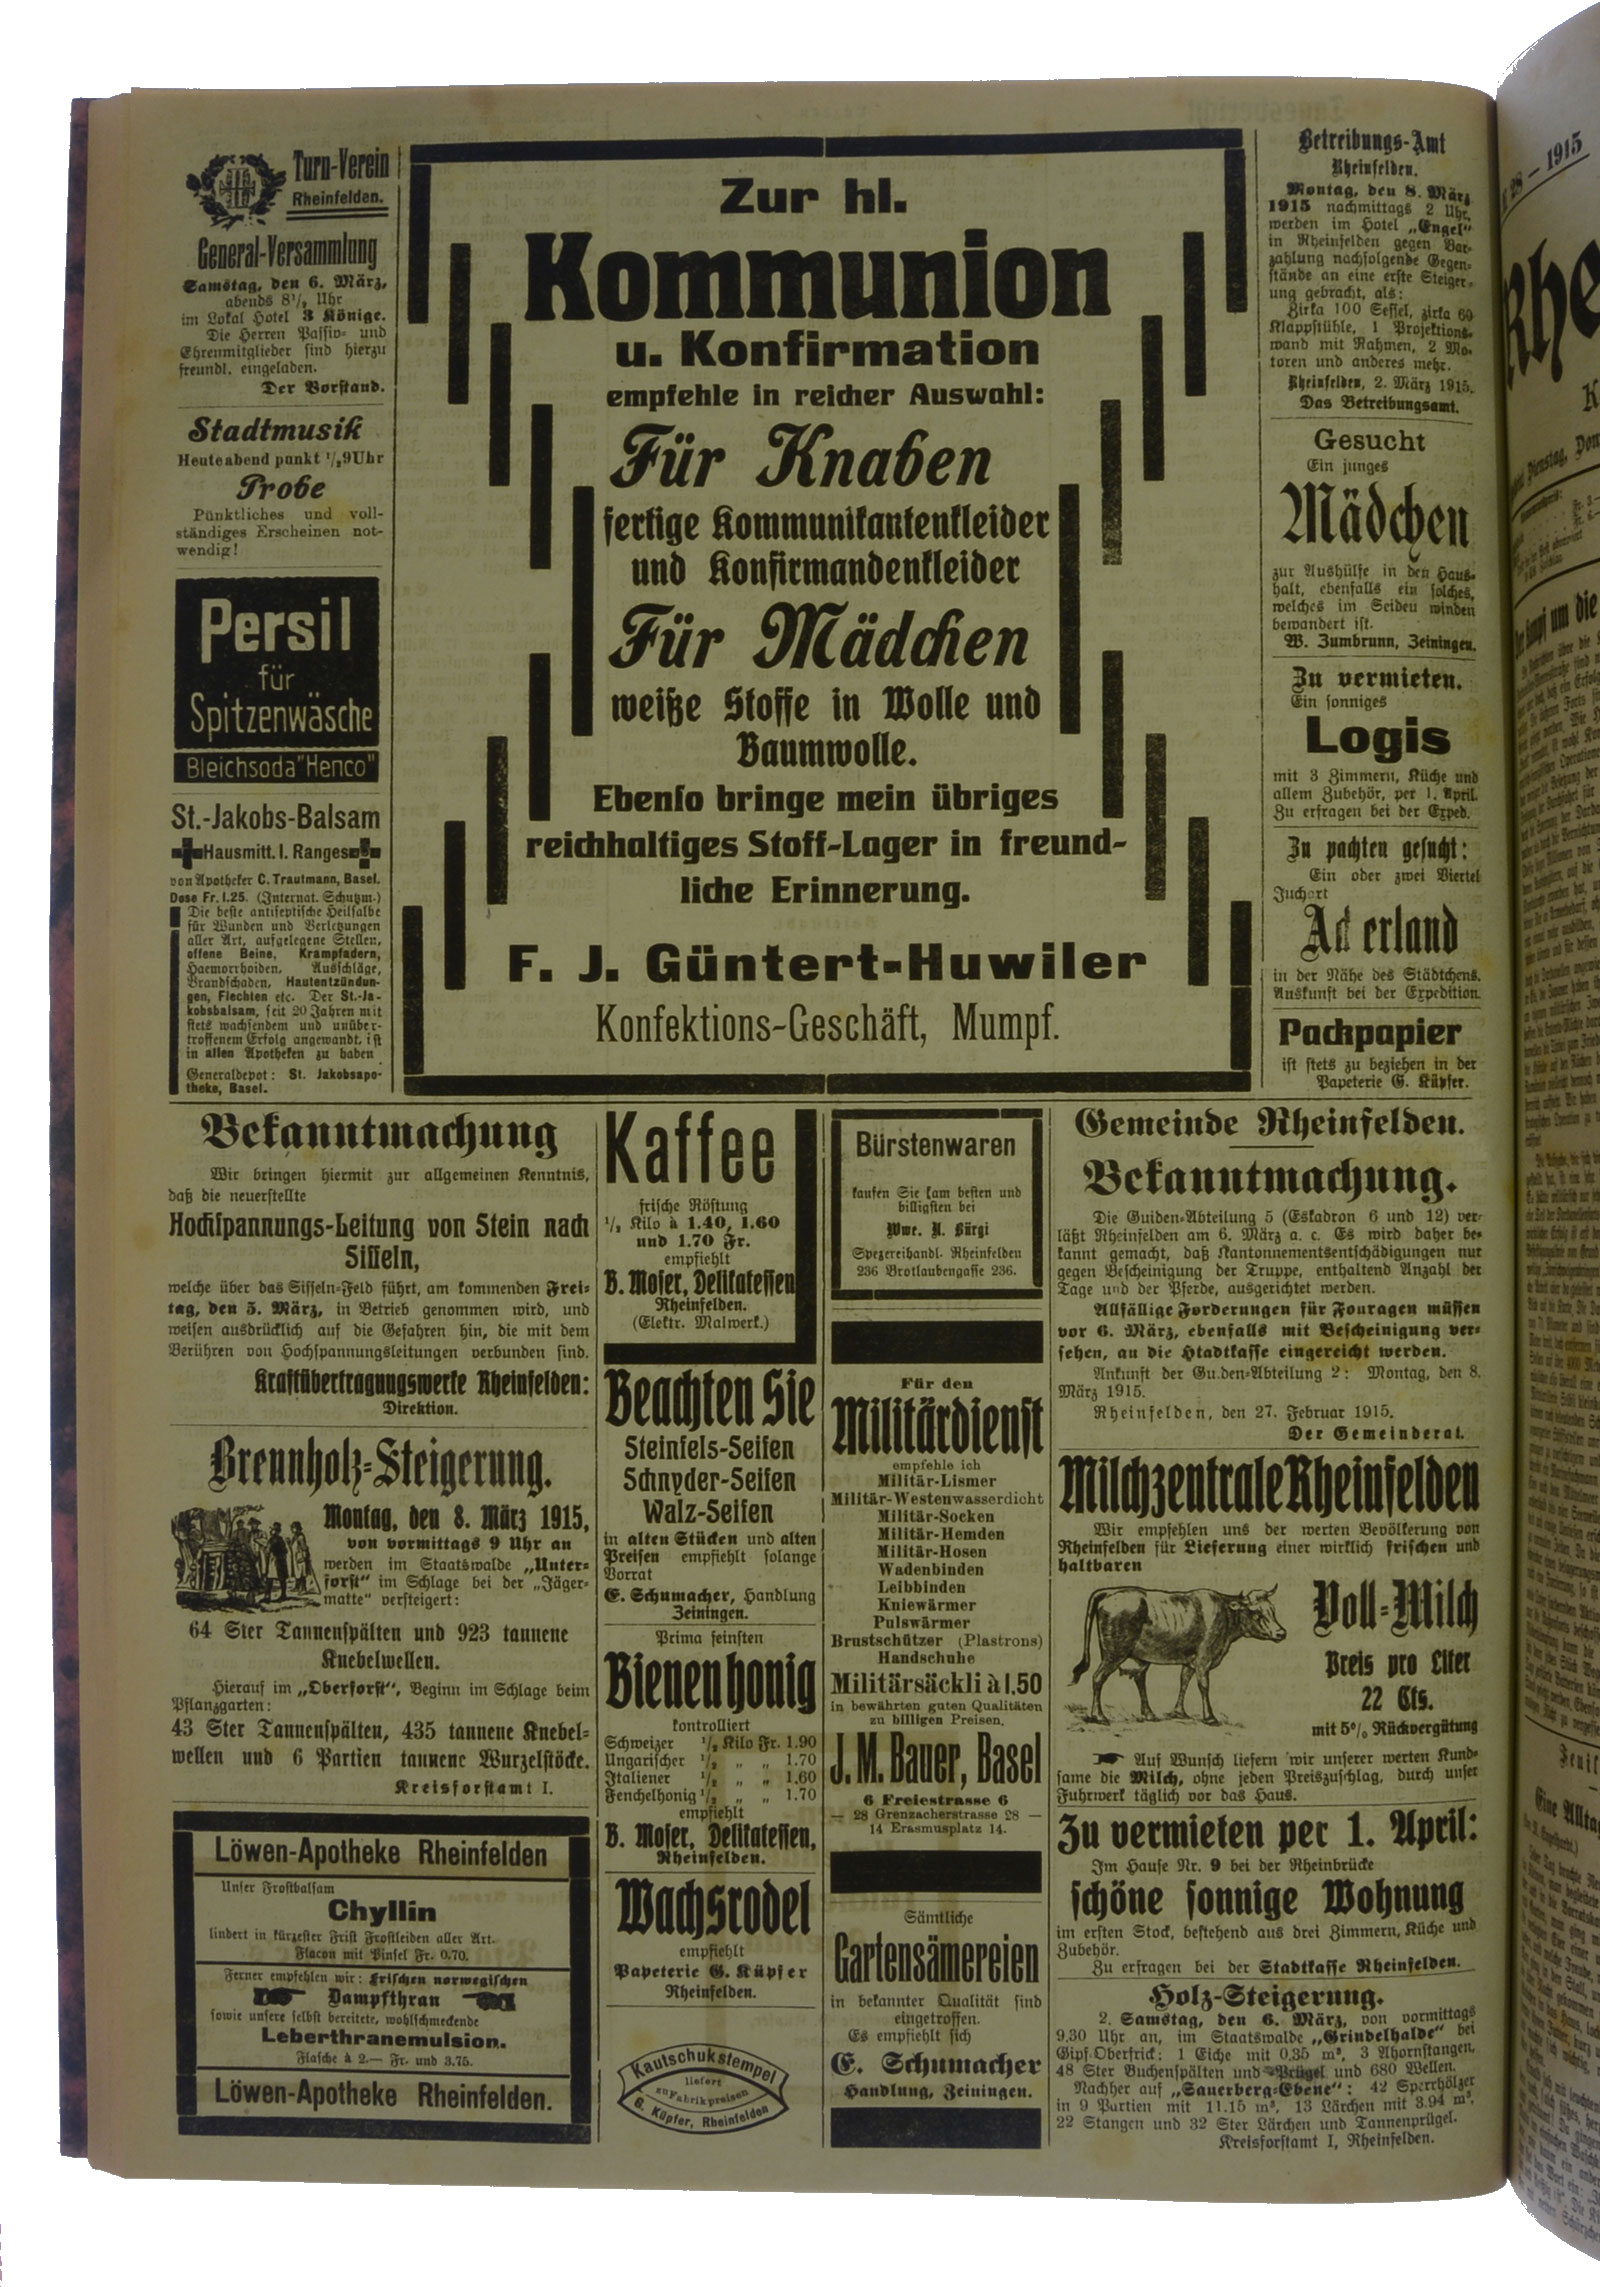 Turn-Verein
Rheinfelden.
General-Versammlung
Samstag, den 6. März,
abends 8½ Uhr
im Lokal Hotel 3 Könige.
Die Herren Passiv- und
Ehrenmitglieder sind hierzu
freundl. eingeladen.
Der Vorstand.
Stadtmusik
Heute abend punkt ½9 Uhr
Probe
Pünktliches und voll-
ständiges Erscheinen not-
wendig!
Persil
für
Spitzenwäsche
Bleichsoda "Henco"
St.-Jakobs-Balsam
Hausmitt. I. Ranges
von Apotheker C. Trautmann, Basel.
Dose Fr. 1.25. (Internat. Schutzm.)
Die beste antiseptische Heilsalbe
für Wunden und Verletzungen
aller Art, aufgelegene Stellen,
offene Beine, Krampfadern,
Haemorrhoiden, Ausschläge,
Brandschaden, Hautentzündun-
gen, Flechten etc. Der St.-Ja-
kobsbalsam, seit 20 Jahren mit
stets wachsendem und unüber-
troffenem Erfolg angewandt, ist
in allen Apotheken zu haben
Generaldepot: St. Jakobsapo-
theke, Basel.
Zur hl.
Kommunion
u. Konfirmation
empfehle in reicher Auswahl:
Für Knaben
fertige Kommunikantenkleider
und Konfirmandenkleider
Für Mädchen
weiße Stoffe in Wolle und
Baumwolle.
Ebenso bringe mein übriges
reichhaltiges Stoff-Lager in freund-
liche Erinnerung.
F. J. Güntert-Huwiler
Konfektions-Geschäft, Mumpf.
Betreibungs-Amt
Rheinfelden.
Montag, den 8. März
1915 nachmittags 2 Uhr,
werden im Hotel „Engel“
in Rheinfelden gegen Bar-
zahlung nachfolgende Gegen-
stände an eine erste Steiger-
ung gebracht, als:
Zirka 100 Sessel, zirka 60
Klappstühle, 1 Projektions-
wand mit Rahmen, 2 Mo-
toren und anderes mehr.
Rheinfelden, 2. März 1915.
Das Betreibungsamt.
Gesucht
Ein junges
Mädchen
zur Aushülfe in den Haus-
halt, ebenfalls ein solches,
welches im Seiden winden
bewandert ist.
W. Zumbrunn, Zeiningen.
Zu vermieten.
Ein sonniges
Logis
mit 3 Zimmern, Küche und
allem Zubehör, per 1. April.
Zu erfragen bei der Exped.
Zu pachten gesucht:
Ein oder zwei Viertel
Juchart
Ackerland
in der Nähe des Städtchens.
Auskunft bei der Expedition.
Packpapier
ist stets zu beziehen in der
Papeterie G. Küpfer.
Bekanntmachung
Wir bringen hiermit zur allgemeinen Kenntnis,
daß die neuerstellte
Hochspannungs-Leitung von Stein nach
Sisseln,
welche über das Sisseln-Feld führt, am kommenden Frei-
tag, den 5. März, in Betrieb genommen wird, und
weisen ausdrücklich auf die Gefahren hin, die mit dem
Berühren von Hochspannungsleitungen verbunden sind.
Kraftübertragungswerke Rheinfelden:
Direktion.
Brennholz-Steigerung.
Montag, den 8. März 1915,
von vormittags 9 Uhr an
werden im Staatswalde „Unter-
forst“ im Schlage bei der „Jäger-
matte“ versteigert:
64 Ster Tannenspälten und 923 tannene
Knebelwellen.
Hierauf im „Oberforst“, Beginn im Schlage beim
Pflanzgarten:
43 Ster Tannenspälten, 435 tannene Knebel-
wellen und 6 Partien tannene Wurzelstöcke.
Kreisforstamt I.
Löwen-Apotheke Rheinfelden
Unser Frostbalsam
Chyllin
lindert in kürzester Frist Frostleiden aller Art.
Flacon mit Pinsel Fr. 0.70.
Ferner empfehlen wir: frischen norwegischen
Dampfthran
sowie unsere selbst bereitete, wohlschmeckende
Leberthranemulsion.
Flasche à 2.— Fr. und 3.75.
Löwen-Apotheke Rheinfelden.
Kaffee
frische Röstung
½ Kilo à 1.40, 1.60
und 1.70 Fr.
empfiehlt
B. Moser, Delikatessen
Rheinfelden.
(Elektr. Malwerk.)
Beachten Sie
Steinfels-Seifen
Schnyder-Seifen
Walz-Seifen
in alten Stücken und alten
Preisen empfiehlt solange
Vorrat
E. Schumacher, Handlung
Zeiningen.
Prima feinsten
Bienenhonig
kontrolliert
Schweizer ½ Kilo Fr. 1.90
Ungarischer ½ „ „ 1.70
Italiener ½ „ „ 1.60
Fenchelhonig ½ „ „ 1.70
empfiehlt
B. Moser, Delikatessen,
Rheinfelden.
Wachsrodel
empfiehlt
Papeterie G. Küpfer
Rheinfelden.
Kautschukstempel
liefert
zu Fabrikpreisen
G. Küpfer, Rheinfelden
Bürstenwaren
kaufen Sie am besten und
billigsten bei
Wwe. A. Bürgi
Spezereihandl. Rheinfelden
236 Brotlaubengasse 236.
Für den
Militärdienst
empfehle ich
Militär-Lismer
Militär-Westen wasserdicht
Militär-Socken
Militär-Hemden
Militär-Hosen
Wadenbinden
Leibbinden
Kniewärmer
Pulswärmer
Brustschützer (Plastrons)
Handschuhe
Militärsäckli à 1.50
in bewährten guten Qualitäten
zu billigen Preisen.
J. M. Bauer, Basel
6 Freiestrasse 6
— 28 Grenzacherstrasse 28 —
14 Erasmusplatz 14.
Sämtliche
Gartensämereien
in bekannter Qualität sind
eingetroffen.
Es empfiehlt sich
E. Schumacher
Handlung, Zeiningen.
Gemeinde Rheinfelden.
Bekanntmachung.
Die Guiden-Abteilung 5 (Eskadron 6 und 12) ver-
läßt Rheinfelden am 6. März a. c. Es wird daher be-
kannt gemacht, daß Kantonnementsentschädigungen nur
gegen Bescheinigung der Truppe, enthaltend Anzahl der
Tage und der Pferde, ausgerichtet werden.
Allfällige Forderungen für Fouragen müssen
vor 6. März, ebenfalls mit Bescheinigung ver-
sehen, an die Stadtkasse eingereicht werden.
Ankunft der Guiden-Abteilung 2: Montag, den 8.
März 1915.
Rheinfelden, den 27. Februar 1915.
Der Gemeinderat.
Milchzentrale Rheinfelden
Wir empfehlen uns der werten Bevölkerung von
Rheinfelden für Lieferung einer wirklich frischen und
haltbaren
Voll-Milch
Preis pro Liter
22 Cts.
mit 5% Rückvergütung
Auf Wunsch liefern wir unserer werten Kund-
same die Milch, ohne jeden Preiszuschlag, durch unser
Fuhrwerk täglich vor das Haus.
Zu vermieten per 1. April:
Im Hause Nr. 9 bei der Rheinbrücke
schöne sonnige Wohnung
im ersten Stock, bestehend aus drei Zimmern, Küche und
Zubehör.
Zu erfragen bei der Stadtkasse Rheinfelden.
Holz-Steigerung.
2. Samstag, den 6. März, von vormittags
9.30 Uhr an, im Staatswalde „Grindelhalde“ bei
Gipf-Oberfrick: 1 Eiche mit 0,35 m³, 3 Ahornstangen,
48 Ster Buchenspälten und Prügel und 680 Wellen.
Nachher auf „Sauerberg-Ebene“: 42 Sperrhölzer
in 9 Partien mit 11.15 m³, 13 Lärchen mit 3.94 m³,
22 Stangen und 32 Ster Lärchen und Tannenprügel.
Kreisforstamt I, Rheinfelden.
28 – 1915